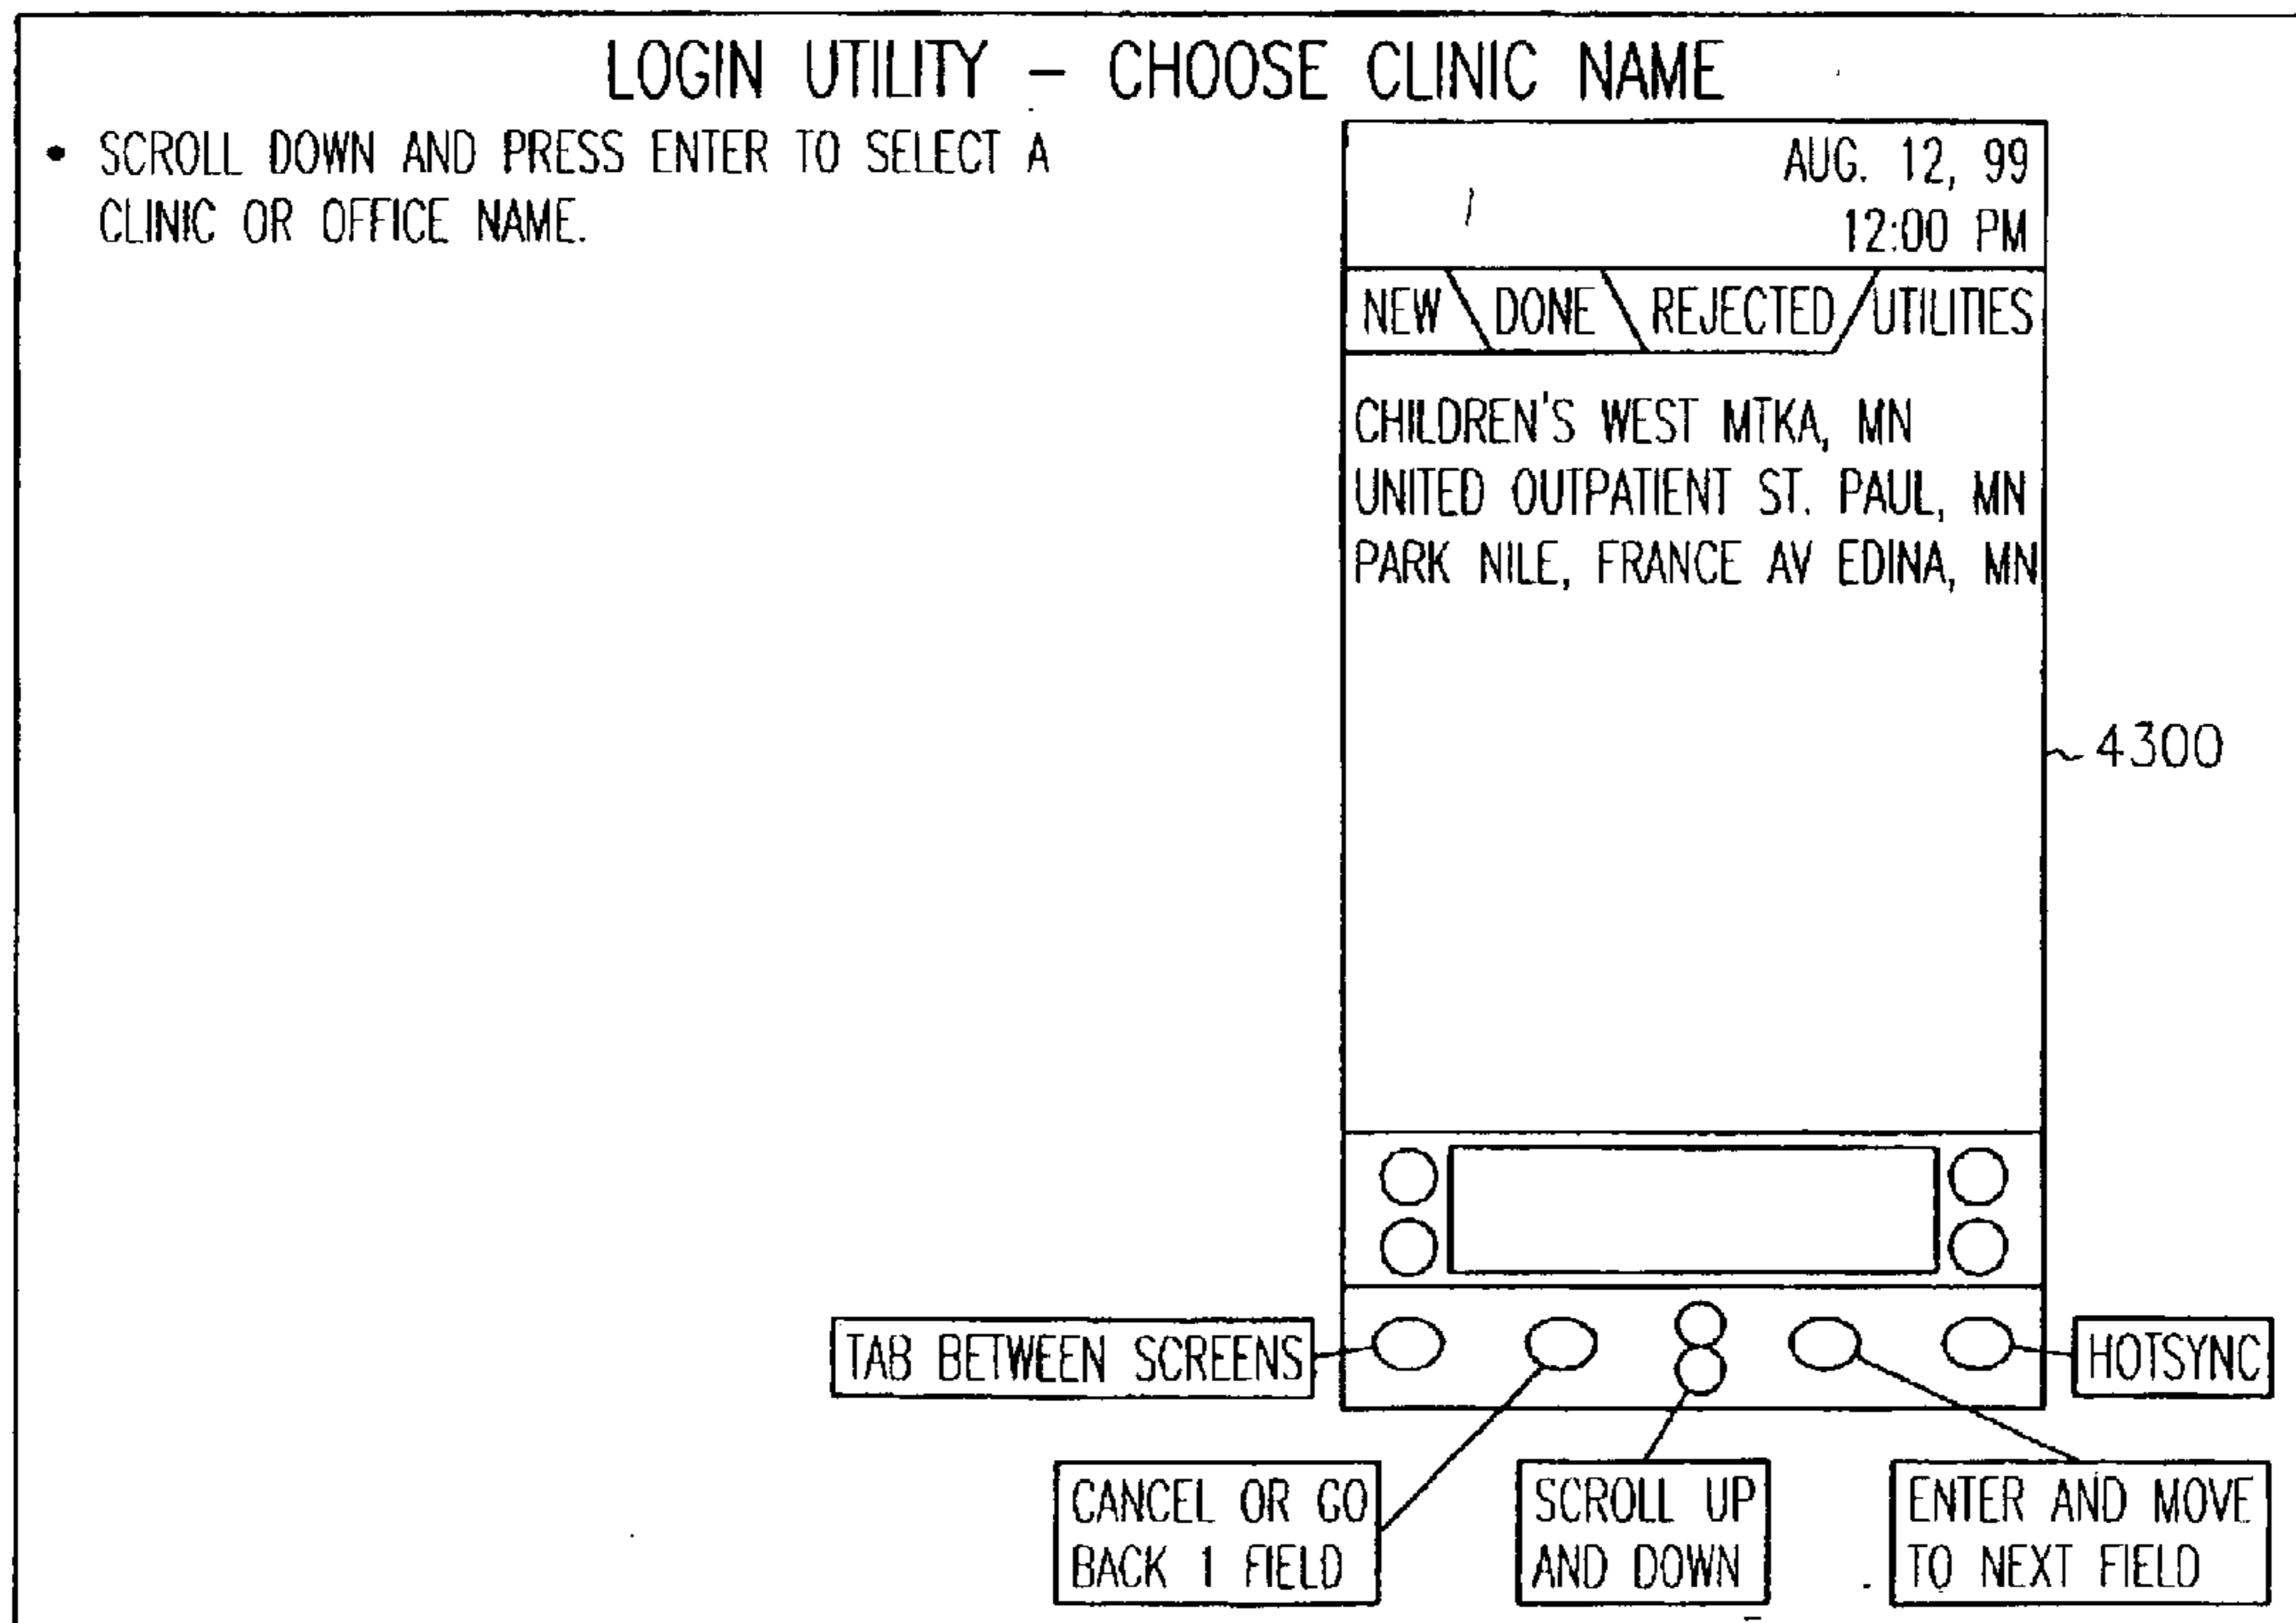 LOGIN UTILITY – CHOOSE CLINIC NAME
• SCROLL DOWN AND PRESS ENTER TO SELECT A
CLINIC OR OFFICE NAME.
AUG. 12, 99
12:00 PM
NEW DONE REJECTED UTILITIES
CHILDREN'S WEST MTKA, MN
UNITED OUTPATIENT ST. PAUL, MN
PARK NILE, FRANCE AV EDINA, MN
4300
TAB BETWEEN SCREENS
HOTSYNC
CANCEL OR GO
BACK 1 FIELD
SCROLL UP
AND DOWN
ENTER AND MOVE
TO NEXT FIELD